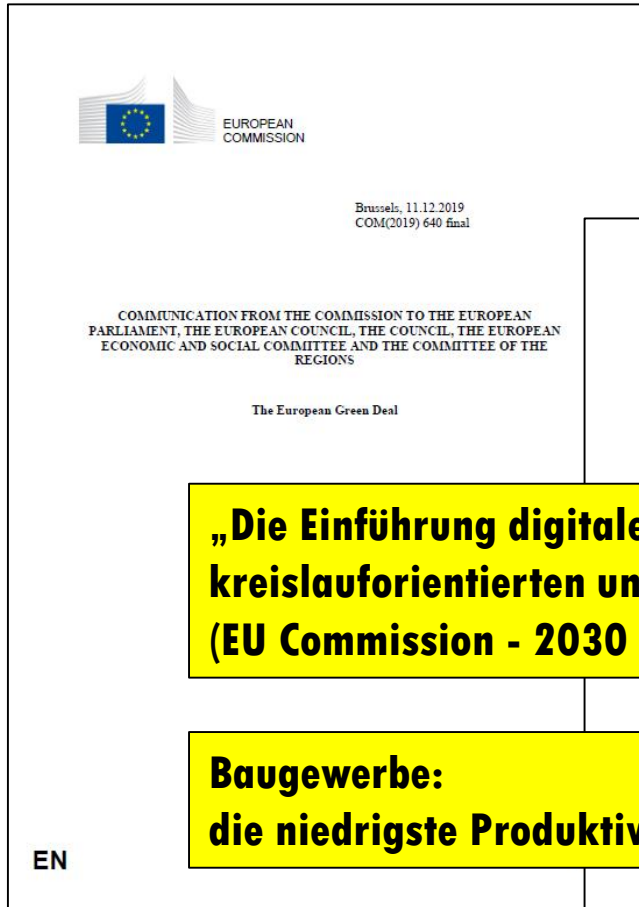 EUROPEAN
COMMISSION
Brussels, 11.12.2019
COM(2019) 640 final
COMMUNICATION FROM THE COMMISSION TO THE EUROPEAN
PARLIAMENT, THE EUROPEAN COUNCIL, THE COUNCIL, THE EUROPEAN
ECONOMIC AND SOCIAL COMMITTEE AND THE COMMITTEE OF THE
REGIONS
The European Green Deal
„Die Einführung digitale
kreislauforientierten un
(EU Commission - 2030
Baugewerbe:
die niedrigste Produktiv
EN